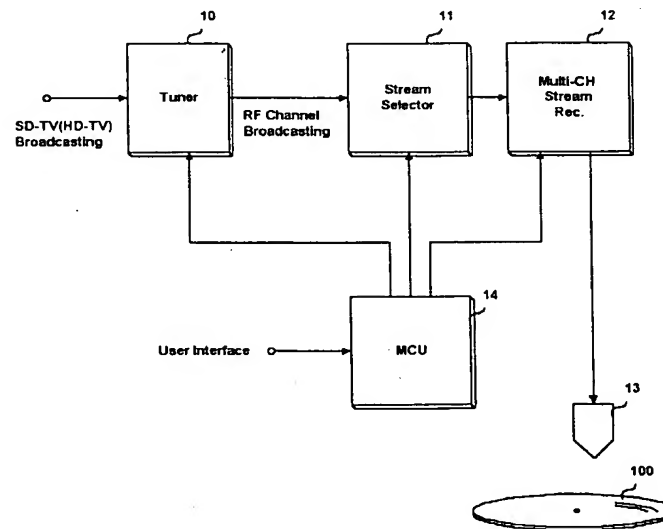 10
11
12
Tuner
Stream
Selector
Multi-CH
Stream
Rec.
SD-TV(HD-TV)
Broadcasting
RF Channel
Broadcasting
14
User Interface
MCU
13
100